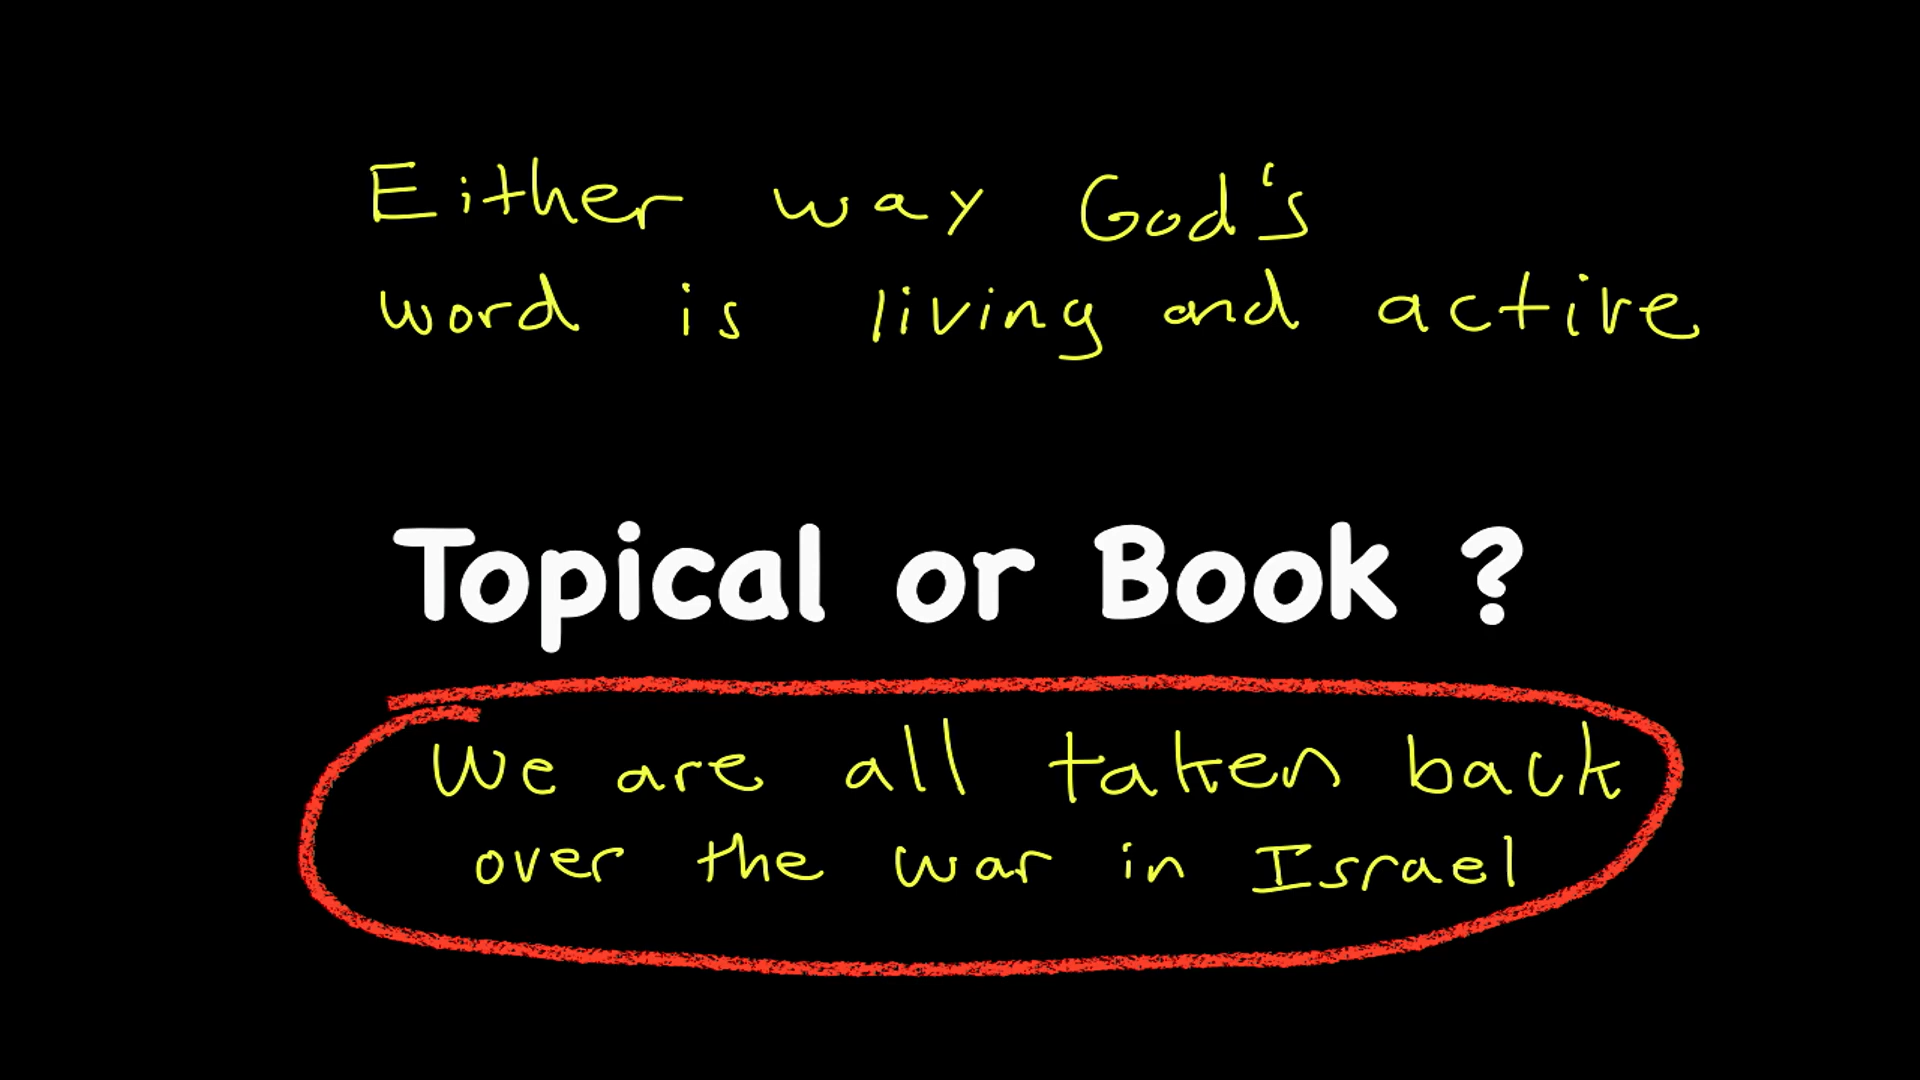 Either way God's
word is living and active
Topical or Book ?
We are all taken back
over the war in Israel